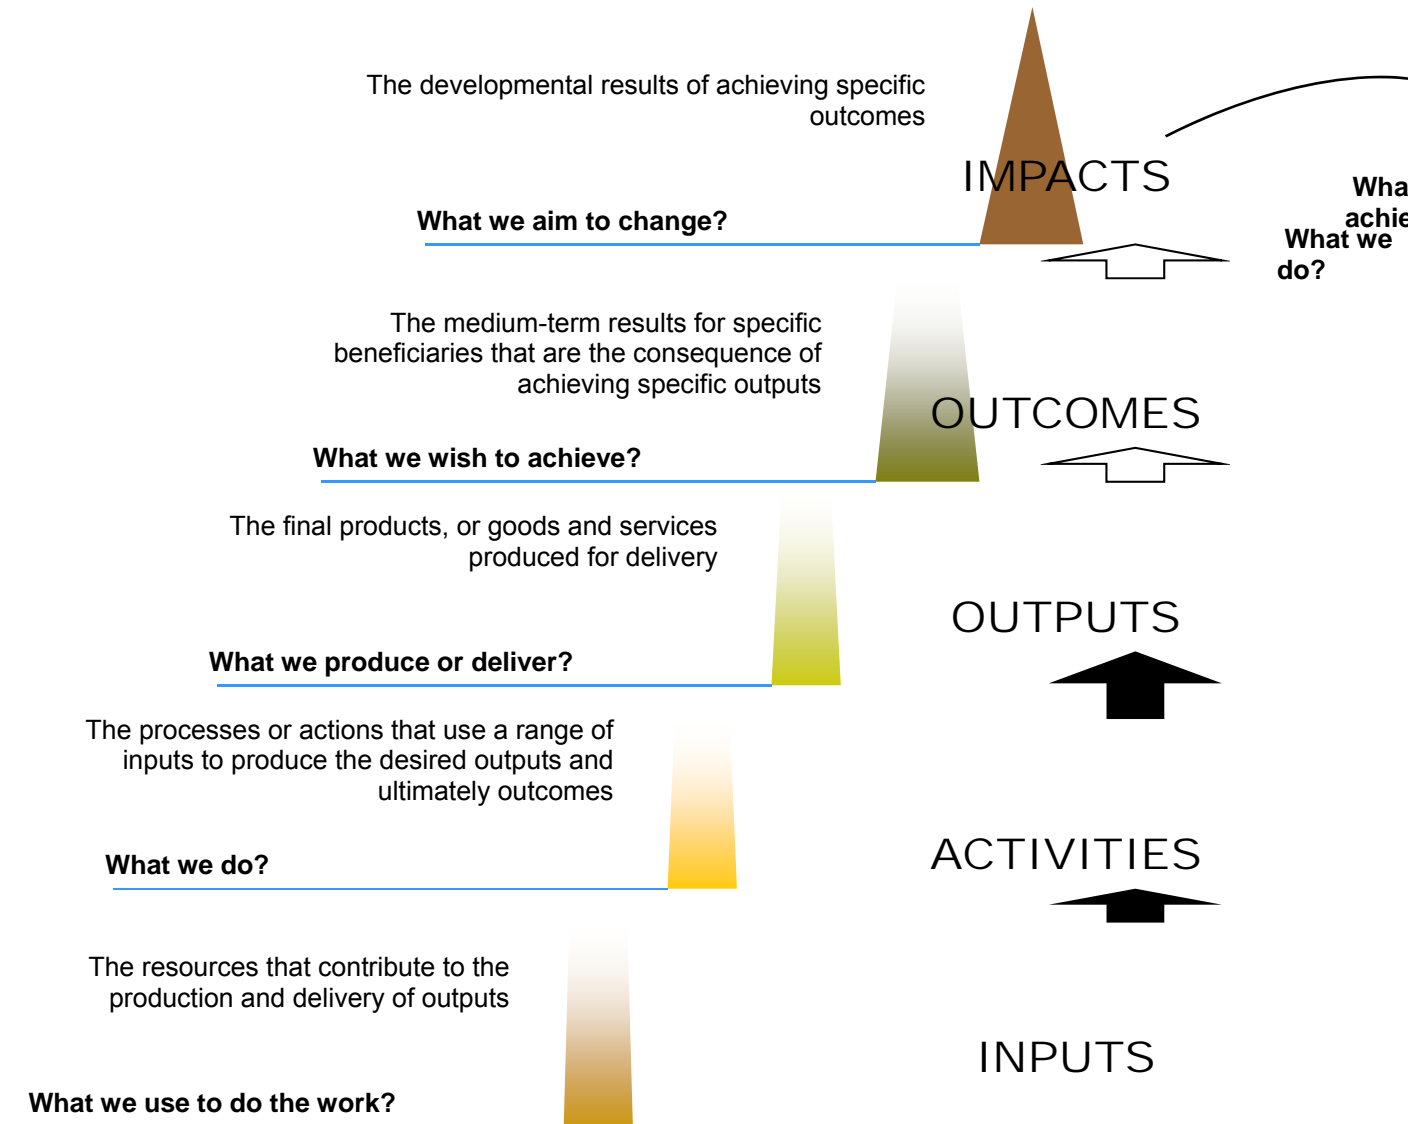 The developmental results of achieving specific
outcomes
IMPACTS
What we aim to change?
Wha
achie
What we
do?
The medium-term results for specific
beneficiaries that are the consequence of
achieving specific outputs
OUTCOMES
What we wish to achieve?
The final products, or goods and services
produced for delivery
OUTPUTS
What we produce or deliver?
The processes or actions that use a range of
inputs to produce the desired outputs and
ultimately outcomes
ACTIVITIES
What we do?
The resources that contribute to the
production and delivery of outputs
INPUTS
What we use to do the work?